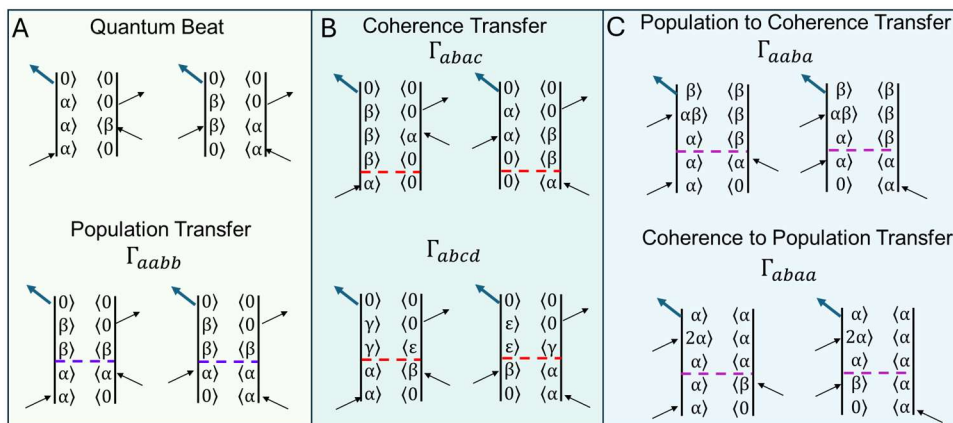 A
Quantum Beat
0⟩ ⟨0 0⟩ ⟨0
α⟩ ⟨0 β⟩ ⟨0
α⟩ ⟨β β⟩ ⟨α
α⟩ ⟨0 0⟩ ⟨α
Population Transfer
Γaabb
0⟩ ⟨0 0⟩ ⟨0
β⟩ ⟨0 β⟩ ⟨0
β⟩ ⟨β β⟩ ⟨β
α⟩ ⟨α α⟩ ⟨α
α⟩ ⟨0 0⟩ ⟨α
B
Coherence Transfer
Γabac
0⟩ ⟨0 0⟩ ⟨0
β⟩ ⟨0 α⟩ ⟨0
β⟩ ⟨α α⟩ ⟨β
β⟩ ⟨0 0⟩ ⟨β
α⟩ ⟨0 0⟩ ⟨α
Γabcd
0⟩ ⟨0 0⟩ ⟨0
γ⟩ ⟨0 ε⟩ ⟨0
γ⟩ ⟨ε ε⟩ ⟨γ
α⟩ ⟨β β⟩ ⟨α
α⟩ ⟨0 0⟩ ⟨α
C
Population to Coherence Transfer
Γaaba
β⟩ ⟨β β⟩ ⟨β
αβ⟩ ⟨β αβ⟩ ⟨β
α⟩ ⟨β α⟩ ⟨β
α⟩ ⟨α α⟩ ⟨α
α⟩ ⟨0 0⟩ ⟨α
Coherence to Population Transfer
Γabaa
α⟩ ⟨α α⟩ ⟨α
2α⟩ ⟨α 2α⟩ ⟨α
α⟩ ⟨α α⟩ ⟨α
α⟩ ⟨β β⟩ ⟨α
α⟩ ⟨0 0⟩ ⟨α